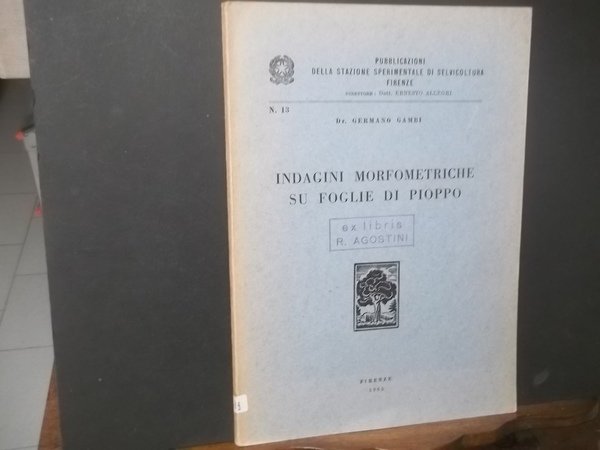 PUBBLICAZIONI
DELLA STAZIONE SPERIMENTALE DI SELVICOLTURA
FIRENZE
DIRETTORE: Dott. ERNESTO ALLEGRI
N. 13
Dr. GERMANO GAMBI
INDAGINI MORFOMETRICHE
SU FOGLIE DI PIOPPO
ex libris
R. AGOSTINI
FIRENZE